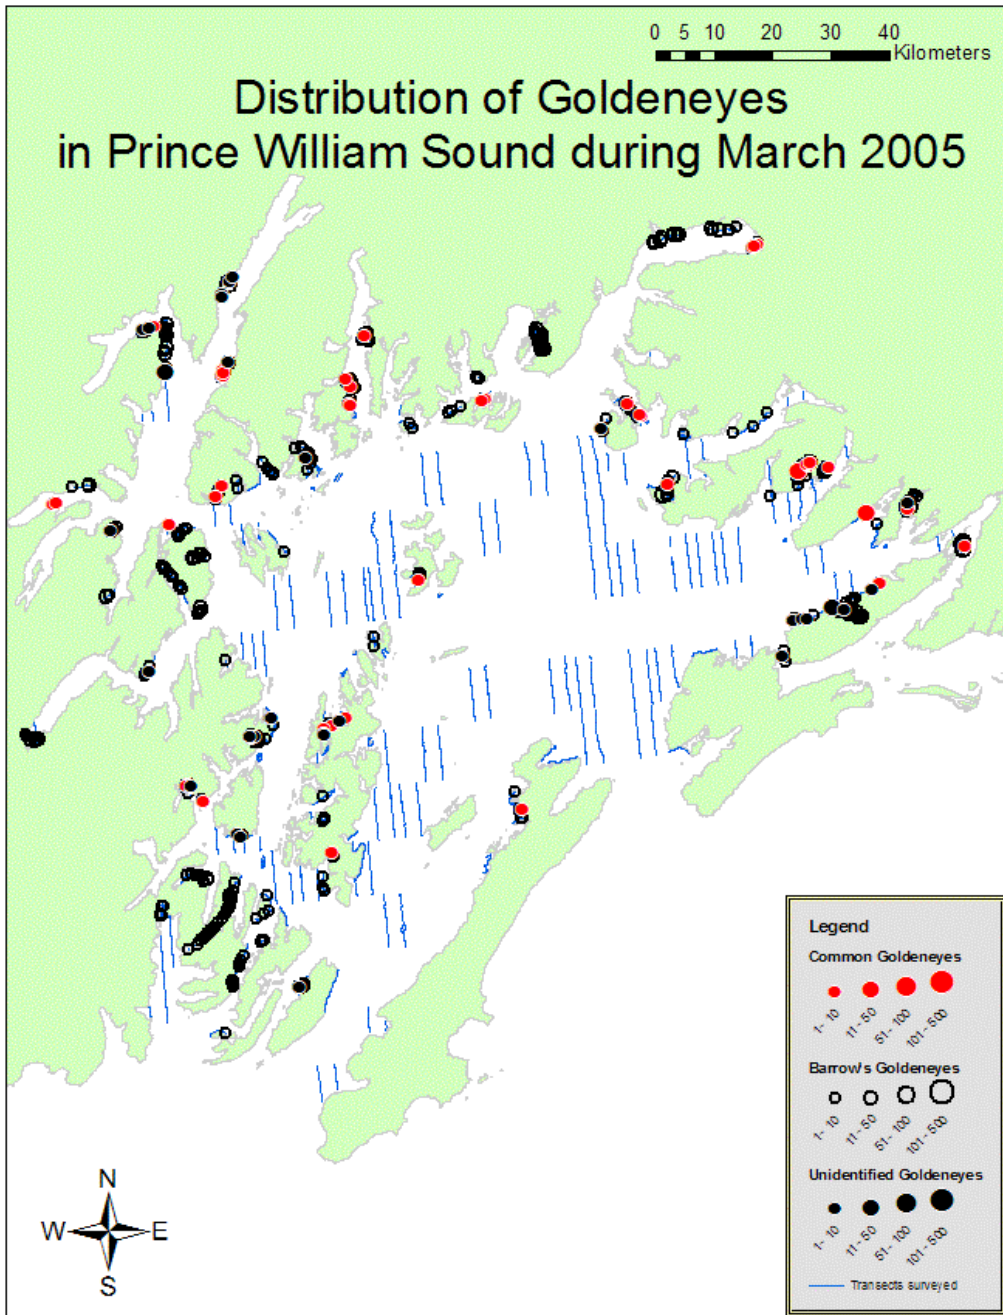 0 5 10 20 30 40
Kilometers
Distribution of Goldeneyes
in Prince William Sound during March 2005
Legend
Common Goldeneyes
1- 10 11- 50 51- 100 101- 500
Barrow's Goldeneyes
1- 10 11- 50 51- 100 101- 500
Unidentified Goldeneyes
1- 10 11- 50 51- 100 101- 500
Transects surveyed
N
W E
S